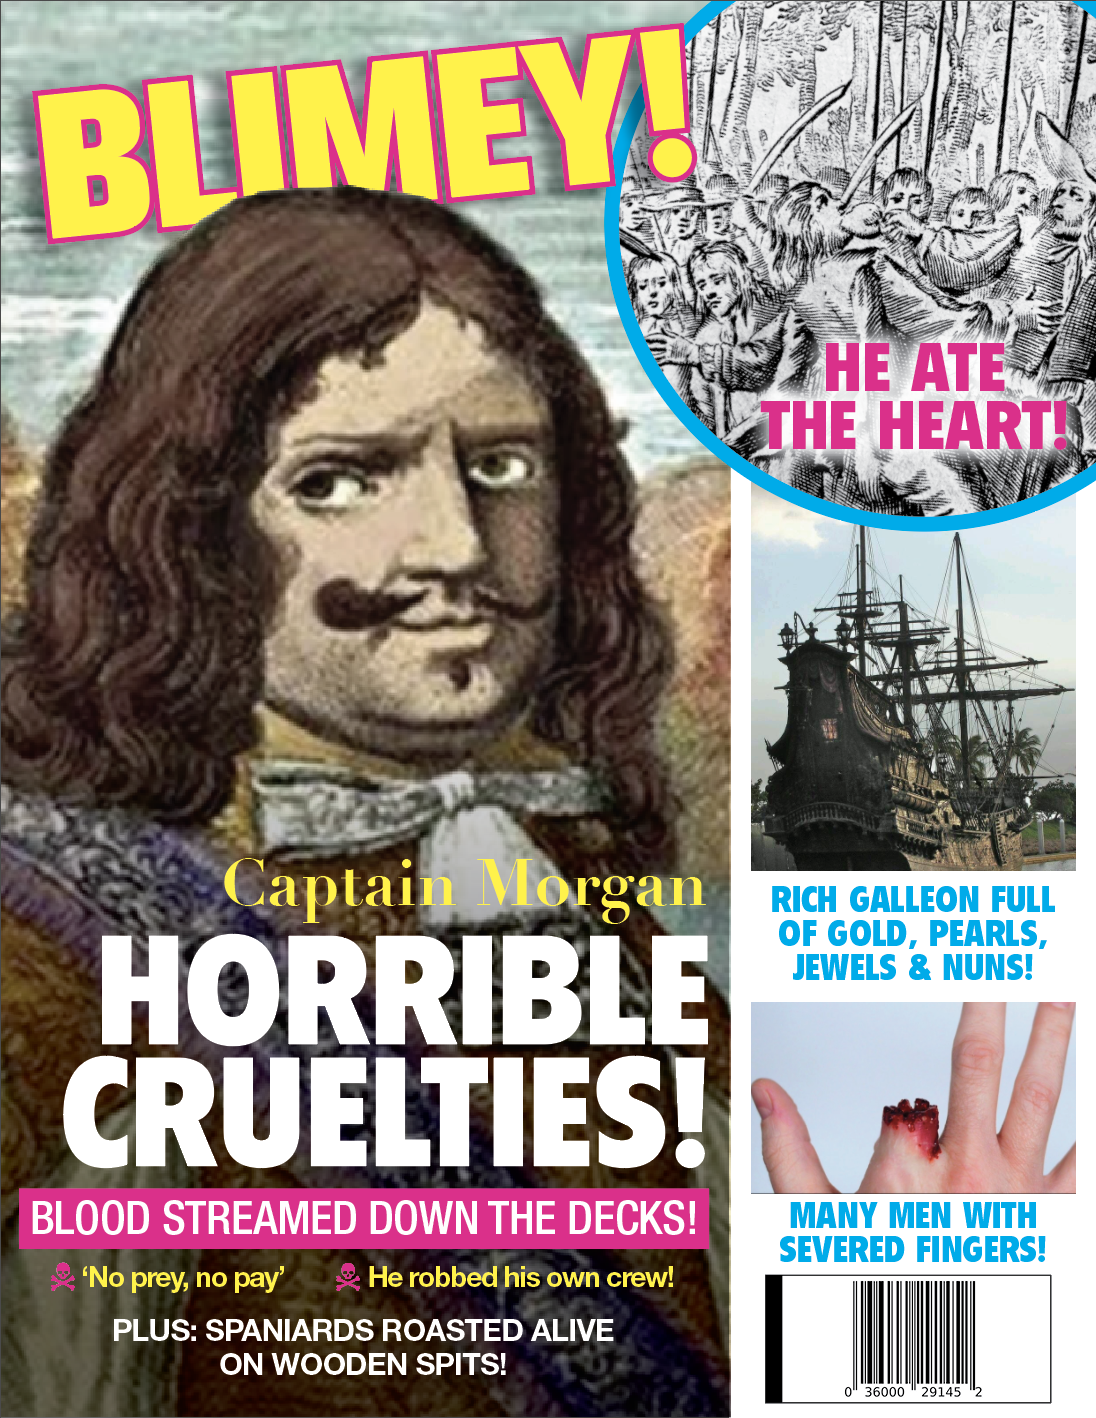 BLIMEY!
HE ATE
THE HEART!
Captain Morgan
HORRIBLE
CRUELTIES!
BLOOD STREAMED DOWN THE DECKS!
‘No prey, no pay’
He robbed his own crew!
PLUS: SPANIARDS ROASTED ALIVE
ON WOODEN SPITS!
RICH GALLEON FULL
OF GOLD, PEARLS,
JEWELS & NUNS!
MANY MEN WITH
SEVERED FINGERS!
0 36000 29145 2